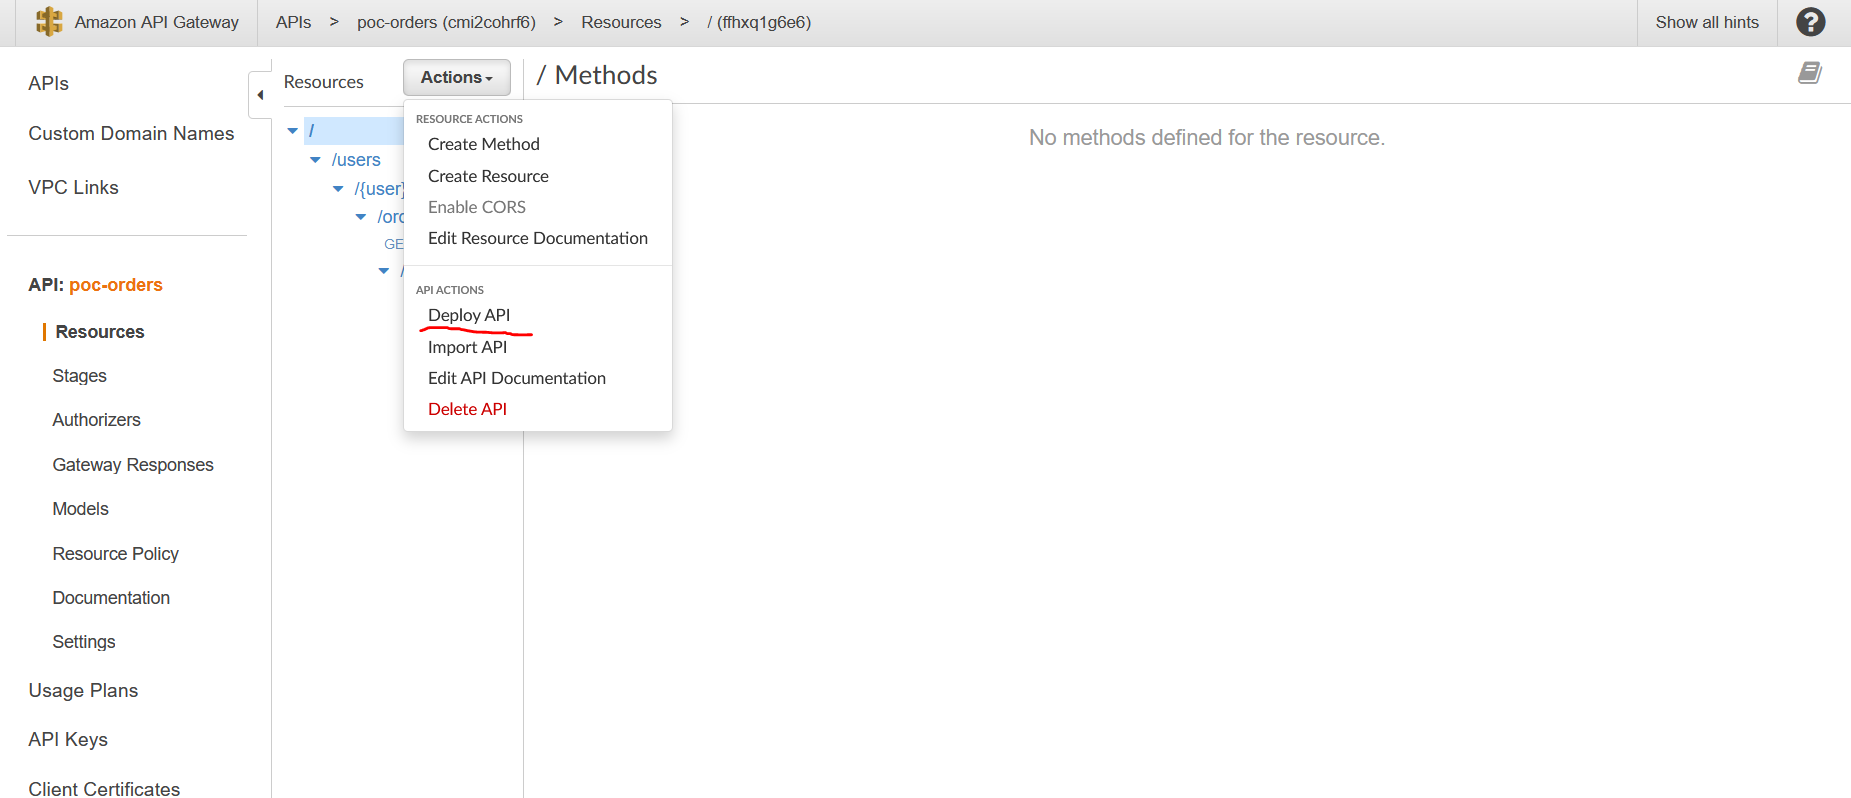 Amazon API Gateway APIs > poc-orders (cmi2cohrf6) > Resources > / (ffhxq1g6e6) Show all hints ?
APIs
Custom Domain Names
VPC Links
API: poc-orders
Resources
Stages
Authorizers
Gateway Responses
Models
Resource Policy
Documentation
Settings
Usage Plans
API Keys
Client Certificates
Resources
Actions
/
/users
/{user}
/ord
GE
/
RESOURCE ACTIONS
Create Method
Create Resource
Enable CORS
Edit Resource Documentation
API ACTIONS
Deploy API
Import API
Edit API Documentation
Delete API
/ Methods
No methods defined for the resource.